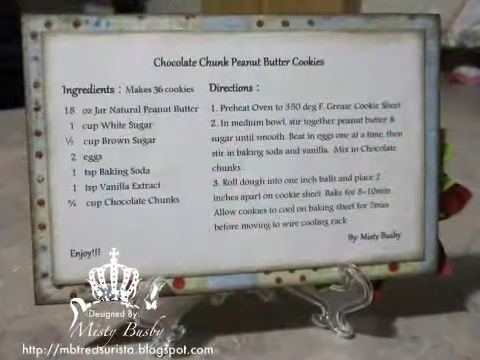 Chocolate Chunk Peanut Butter Cookies
Ingredients : Makes 36 cookies
18 oz Jar Natural Peanut Butter
1 cup White Sugar
½ cup Brown Sugar
2 eggs
1 tsp Baking Soda
1 tsp Vanilla Extract
¾ cup Chocolate Chunks
Enjoy!!!
Directions :
1. Preheat Oven to 350 deg F. Grease Cookie Sheet
2. In medium bowl, stir together peanut butter &
sugar until smooth. Beat in eggs one at a time, then
stir in baking soda and vanilla. Mix in Chocolate
chunks
3. Roll dough into one inch balls and place 2
inches apart on cookie sheet. Bake for 8-10min.
Allow cookies to cool on baking sheet for 5min
before moving to wire cooling rack
By: Misty Busby
Designed By:
Misty Busby
http://mbtredsurista.blogspot.com